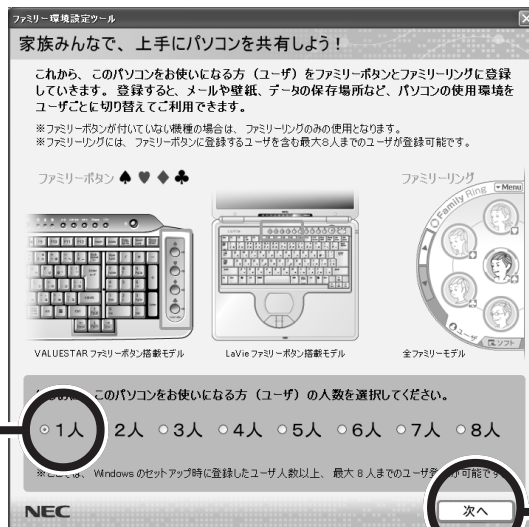 ファミリー環境設定ツール
家族みんなで、上手にパソコンを共有しよう！
これから、このパソコンをお使いになる方（ユーザ）をファミリーボタンとファミリーリングに登録
していきます。登録すると、メールや壁紙、データの保存場所など、パソコンの使用環境を
ユーザごとに切り替えてご利用できます。
※ファミリーボタンが付いていない機種の場合は、ファミリーリングのみの使用となります。
※ファミリーリングには、ファミリーボタンに登録するユーザを含む最大8人までのユーザが登録可能です。
ファミリーボタン ♠ ♥ ♦ ♣
ファミリーリング
Family Ring
Menu
ユーザ
ソフト
VALUESTAR ファミリーボタン搭載モデル
LaVie ファミリーボタン搭載モデル
全ファミリーモデル
このパソコンをお使いになる方（ユーザ）の人数を選択してください。
1人 2人 3人 4人 5人 6人 7人 8人
Windows のセットアップ時に登録したユーザ人数以上、最大 8 人までのユーザ 可能です
NEC
次へ